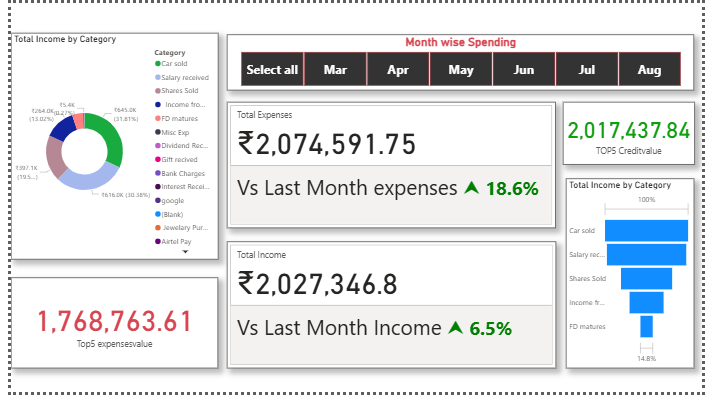 Total Income by Category
Category
Car sold
Salary received
Shares Sold
Income fro...
FD matures
Misc Exp
Dividend Rec...
Gift recived
Bank Charges
Interest Recei...
google
(Blank)
Jewelary Pur...
Airtel Pay
₹645.0K
(31.81%)
₹616.0K (30.38%)
₹397.1K
(19.5...)
₹264.0K
(13.02%)
₹5.4K
(0.27%)
1,768,763.61
Top5 expensesvalue
Month wise Spending
Select all Mar Apr May Jun Jul Aug
Total Expenses
₹2,074,591.75
Vs Last Month expenses 18.6%
Total Income
₹2,027,346.8
Vs Last Month Income 6.5%
2,017,437.84
TOP5 Creditvalue
Total Income by Category
100%
Car sold
Salary rec...
Shares Sold
Income fr...
FD matures
14.8%